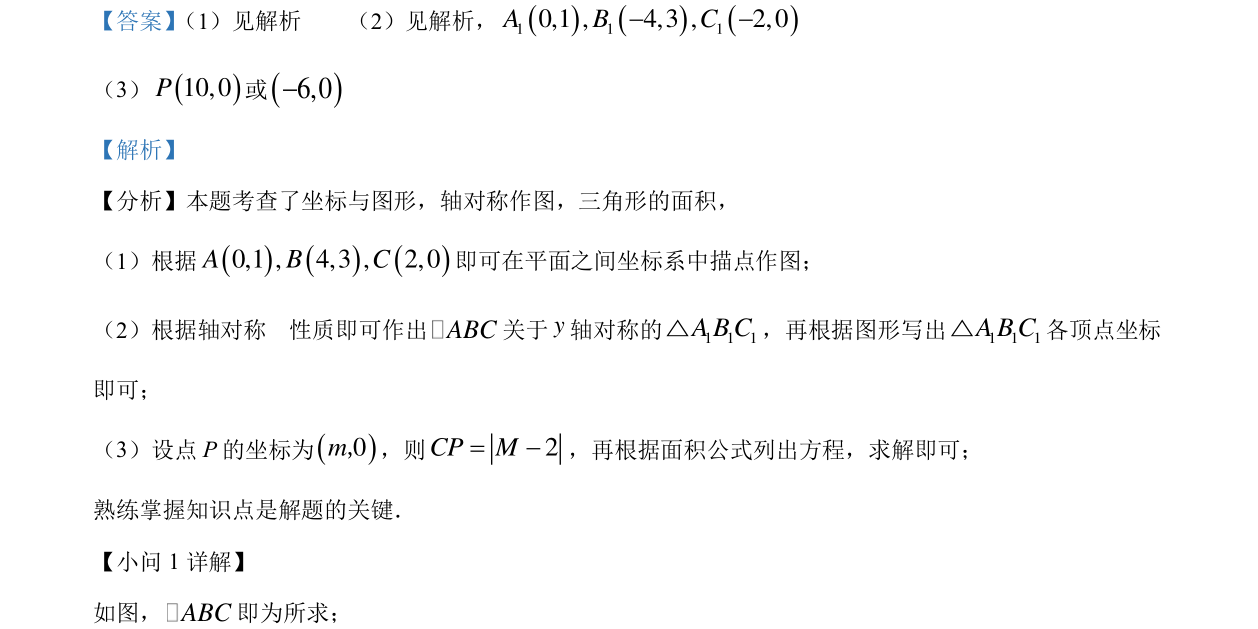 【答案】（1）见解析 （2）见解析，A₁(0,1),B₁(−4,3),C₁(−2,0)
（3）P(10,0)或(−6,0)
【解析】
【分析】本题考查了坐标与图形，轴对称作图，三角形的面积，
（1）根据 A(0,1),B(4,3),C(2,0)即可在平面之间坐标系中描点作图；
（2）根据轴对称 性质即可作出□ABC 关于 y 轴对称的△A₁B₁C₁，再根据图形写出△A₁B₁C₁ 各顶点坐标
即可；
（3）设点 P 的坐标为(m,0)，则CP=|M−2|，再根据面积公式列出方程，求解即可；
熟练掌握知识点是解题的关键．
【小问 1 详解】
如图，□ABC 即为所求；